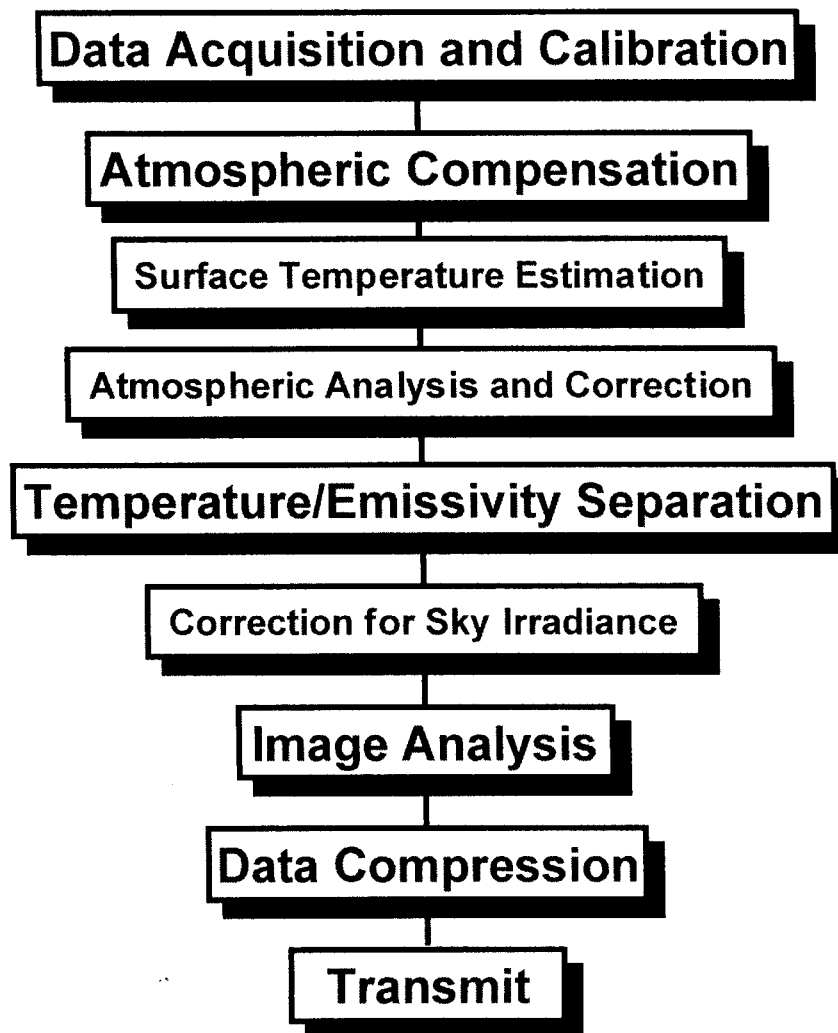 Data Acquisition and Calibration
Atmospheric Compensation
Surface Temperature Estimation
Atmospheric Analysis and Correction
Temperature/Emissivity Separation
Correction for Sky Irradiance
Image Analysis
Data Compression
Transmit